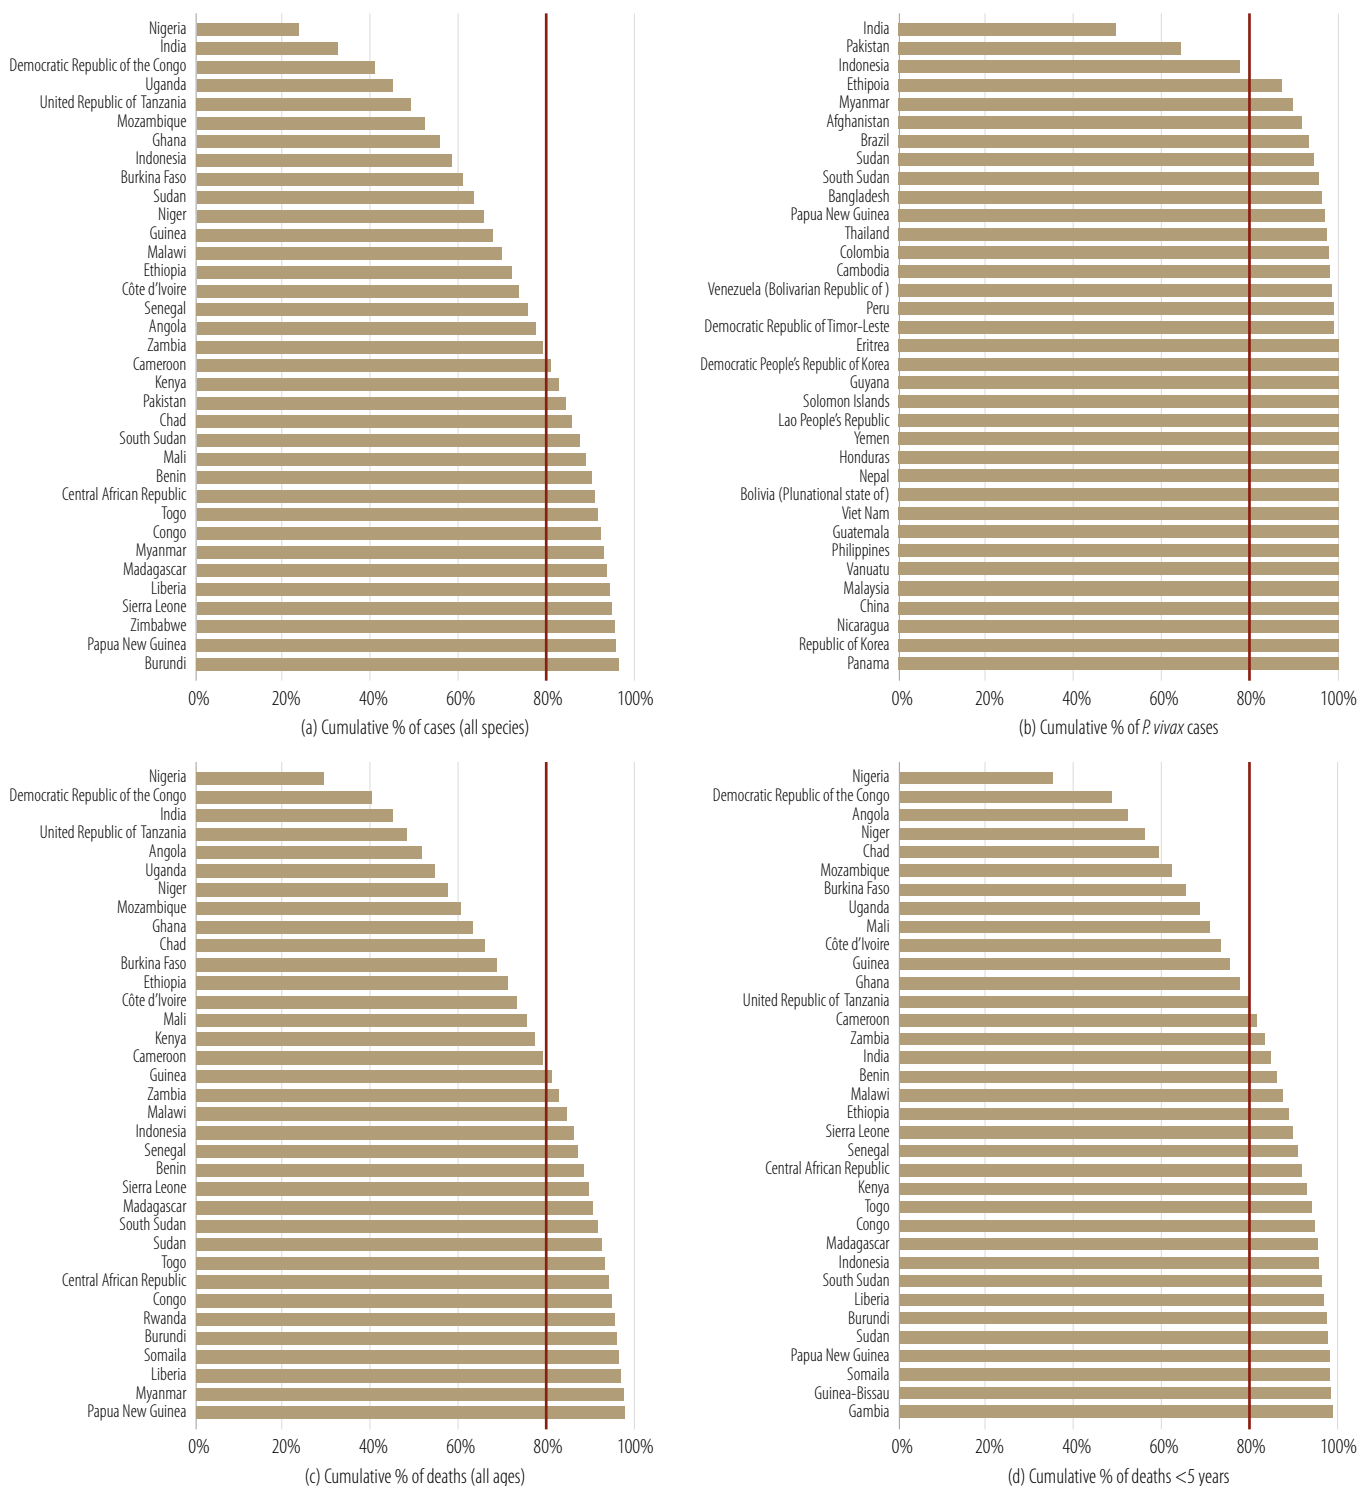 Nigeria
India
Democratic Republic of the Congo
Uganda
United Republic of Tanzania
Mozambique
Ghana
Indonesia
Burkina Faso
Sudan
Niger
Guinea
Malawi
Ethiopia
Côte d'Ivoire
Senegal
Angola
Zambia
Cameroon
Kenya
Pakistan
Chad
South Sudan
Mali
Benin
Central African Republic
Togo
Congo
Myanmar
Madagascar
Liberia
Sierra Leone
Zimbabwe
Papua New Guinea
Burundi
0% 20% 40% 60% 80% 100%
(a) Cumulative % of cases (all species)
India
Pakistan
Indonesia
Ethipoia
Myanmar
Afghanistan
Brazil
Sudan
South Sudan
Bangladesh
Papua New Guinea
Thailand
Colombia
Cambodia
Venezuela (Bolivarian Republic of )
Peru
Democratic Republic of Timor-Leste
Eritrea
Democratic People's Republic of Korea
Guyana
Solomon Islands
Lao People's Republic
Yemen
Honduras
Nepal
Bolivia (Plunational state of)
Viet Nam
Guatemala
Philippines
Vanuatu
Malaysia
China
Nicaragua
Republic of Korea
Panama
0% 20% 40% 60% 80% 100%
(b) Cumulative % of P. vivax cases
Nigeria
Democratic Republic of the Congo
India
United Republic of Tanzania
Angola
Uganda
Niger
Mozambique
Ghana
Chad
Burkina Faso
Ethiopia
Côte d'Ivoire
Mali
Kenya
Cameroon
Guinea
Zambia
Malawi
Indonesia
Senegal
Benin
Sierra Leone
Madagascar
South Sudan
Sudan
Togo
Central African Republic
Congo
Rwanda
Burundi
Somaila
Liberia
Myanmar
Papua New Guinea
0% 20% 40% 60% 80% 100%
(c) Cumulative % of deaths (all ages)
Nigeria
Democratic Republic of the Congo
Angola
Niger
Chad
Mozambique
Burkina Faso
Uganda
Mali
Côte d'Ivoire
Guinea
Ghana
United Republic of Tanzania
Cameroon
Zambia
India
Benin
Malawi
Ethiopia
Sierra Leone
Senegal
Central African Republic
Kenya
Togo
Congo
Madagascar
Indonesia
South Sudan
Liberia
Burundi
Sudan
Papua New Guinea
Somaila
Guinea-Bissau
Gambia
0% 20% 40% 60% 80% 100%
(d) Cumulative % of deaths <5 years